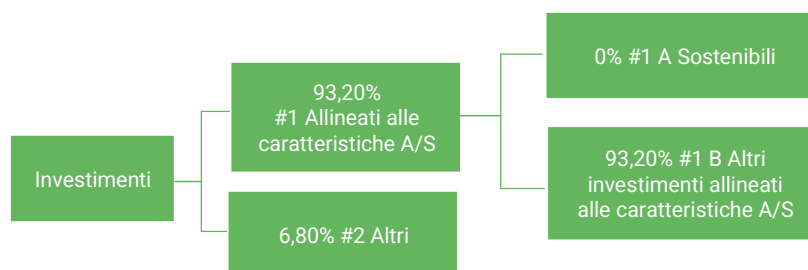 Investimenti
93,20%
#1 Allineati alle
caratteristiche A/S
6,80% #2 Altri
0% #1 A Sostenibili
93,20% #1 B Altri
investimenti allineati
alle caratteristiche A/S